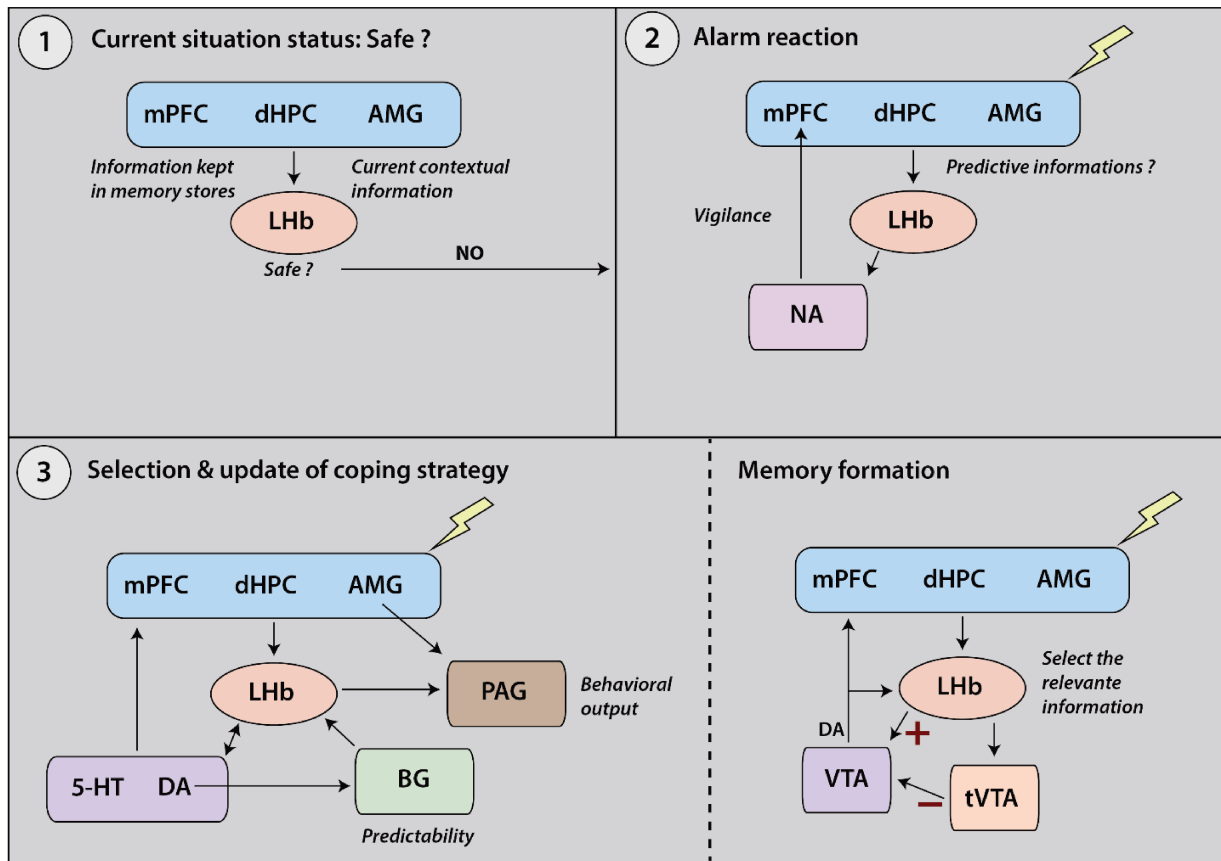 1 Current situation status: Safe ?
mPFC dHPC AMG
Information kept
in memory stores
Current contextual
information
LHb
Safe ?
NO
2 Alarm reaction
mPFC dHPC AMG
Predictive informations ?
Vigilance
LHb
NA
3 Selection & update of coping strategy
mPFC dHPC AMG
LHb
PAG
Behavioral
output
5-HT DA
BG
Predictability
Memory formation
mPFC dHPC AMG
LHb
Select the
relevante
information
DA
+
VTA
−
tVTA